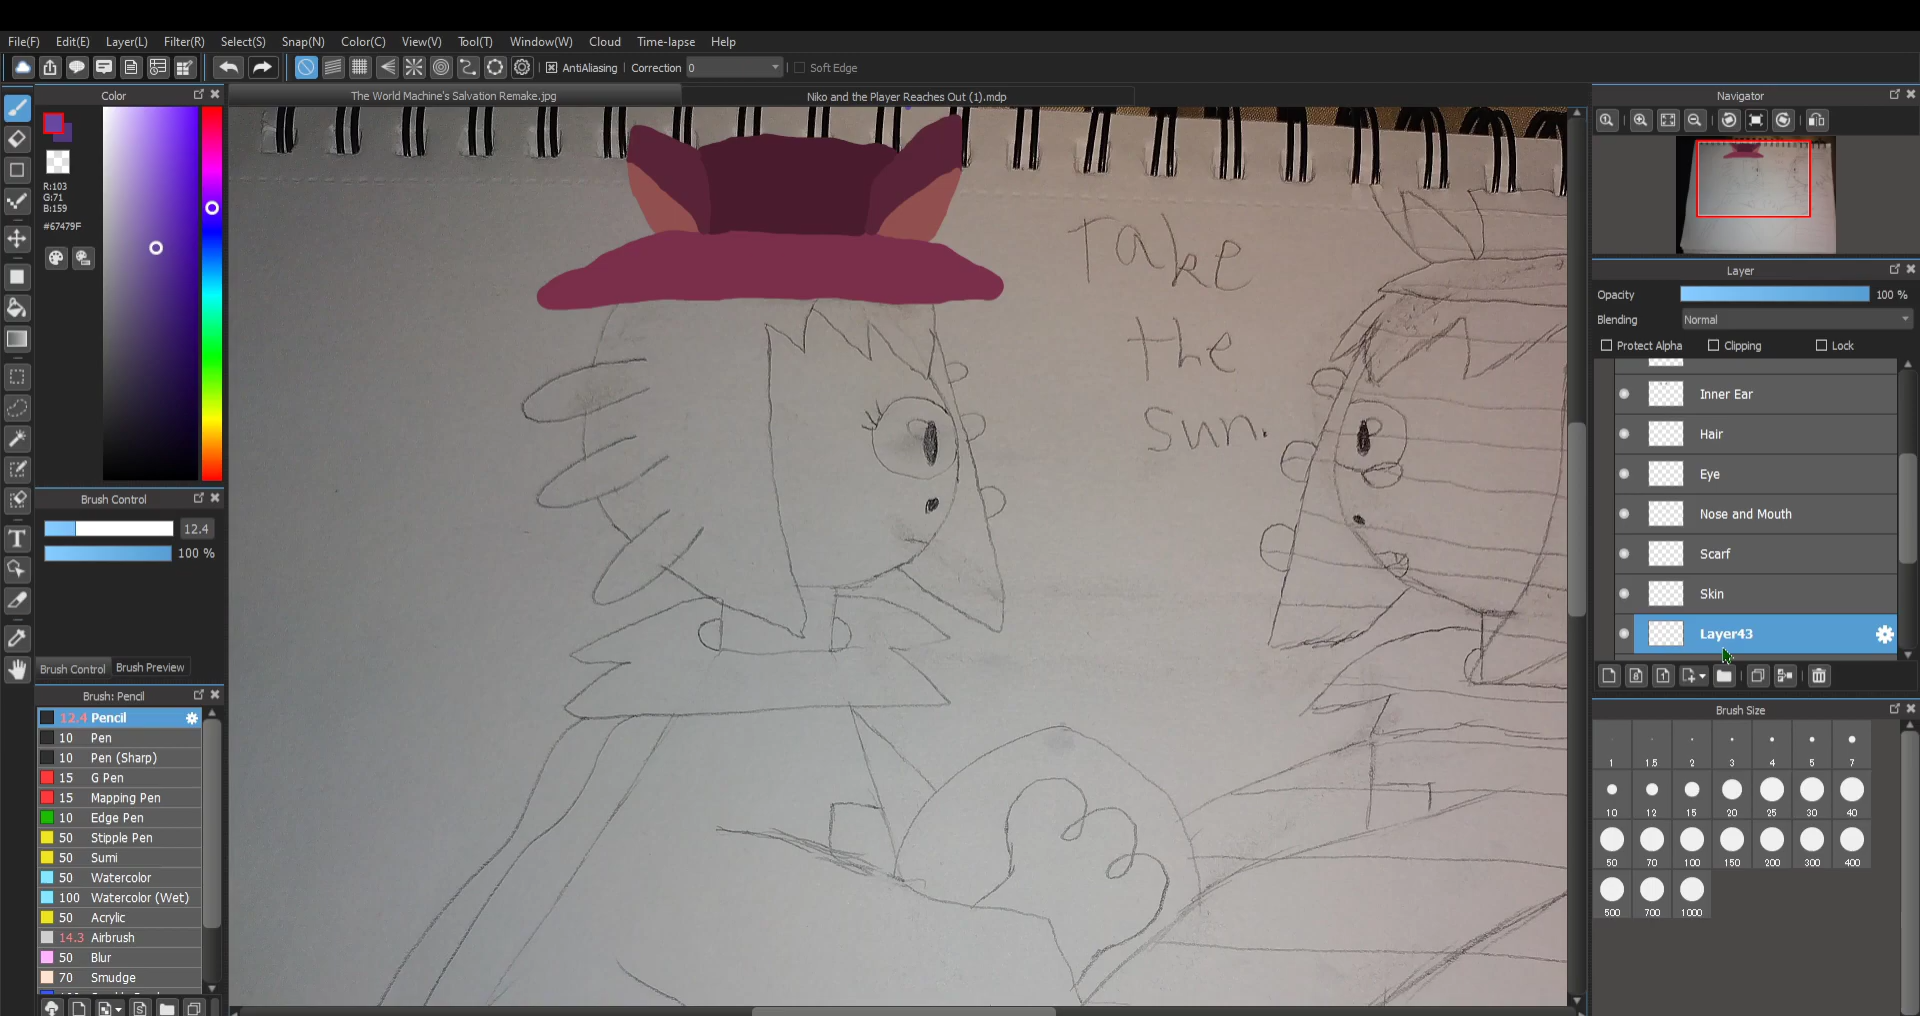 File(F) Edit(E) Layer(L) Filter(R) Select(S) Snap(N) Color(C) View(V) Tool(T) Window(W) Cloud Time-lapse Help
AntiAliasing Correction 0 Soft Edge
Color
The World Machine's Salvation Remake.jpg
Niko and the Player Reaches Out (1).mdp
R:103
G:71
B:159
#67479F
Brush Control
12.4
100 %
Brush Control Brush Preview
Brush: Pencil
12.4 Pencil
10 Pen
10 Pen (Sharp)
15 G Pen
15 Mapping Pen
10 Edge Pen
50 Stipple Pen
50 Sumi
50 Watercolor
100 Watercolor (Wet)
50 Acrylic
14.3 Airbrush
50 Blur
70 Smudge
Take
the
Sun.
Navigator
Layer
Opacity 100 %
Blending Normal
Protect Alpha Clipping Lock
Inner Ear
Hair
Eye
Nose and Mouth
Scarf
Skin
Layer43
Brush Size
1 1.5 2 3 4 5 7
10 12 15 20 25 30 40
50 70 100 150 200 300 400
500 700 1000